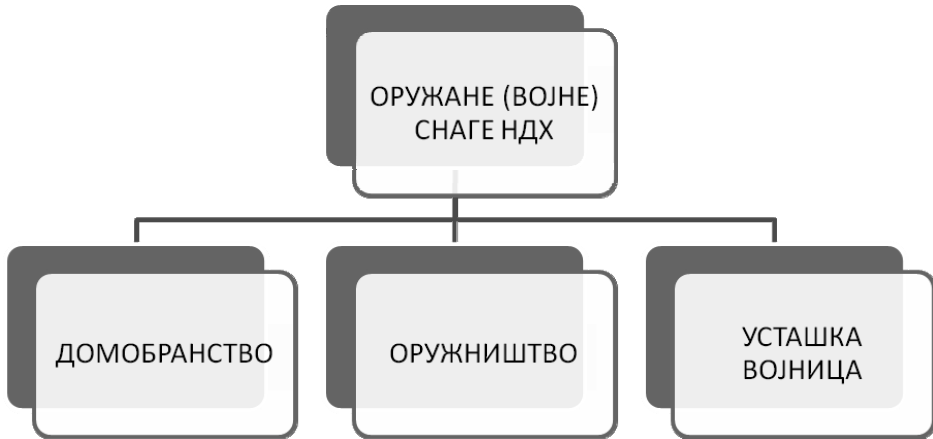 ОРУЖАНЕ (ВОЈНЕ)
СНАГЕ НДХ
ДОМОБРАНСТВО
ОРУЖНИШТВО
УСТАШКА
ВОЈНИЦА